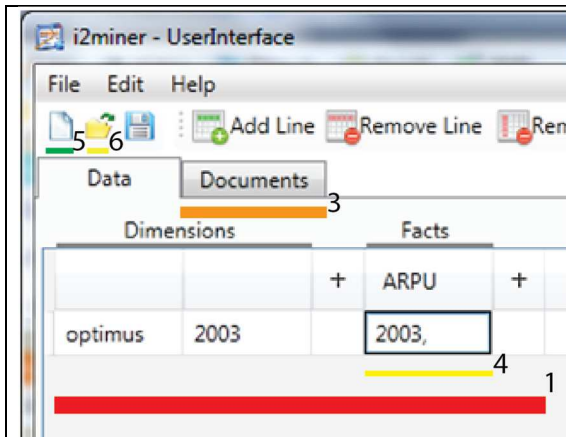 i2miner - UserInterface
File Edit Help
5 6 Add Line Remove Line Rem
Data Documents
3
Dimensions Facts
+ ARPU +
optimus 2003 2003,
4
1